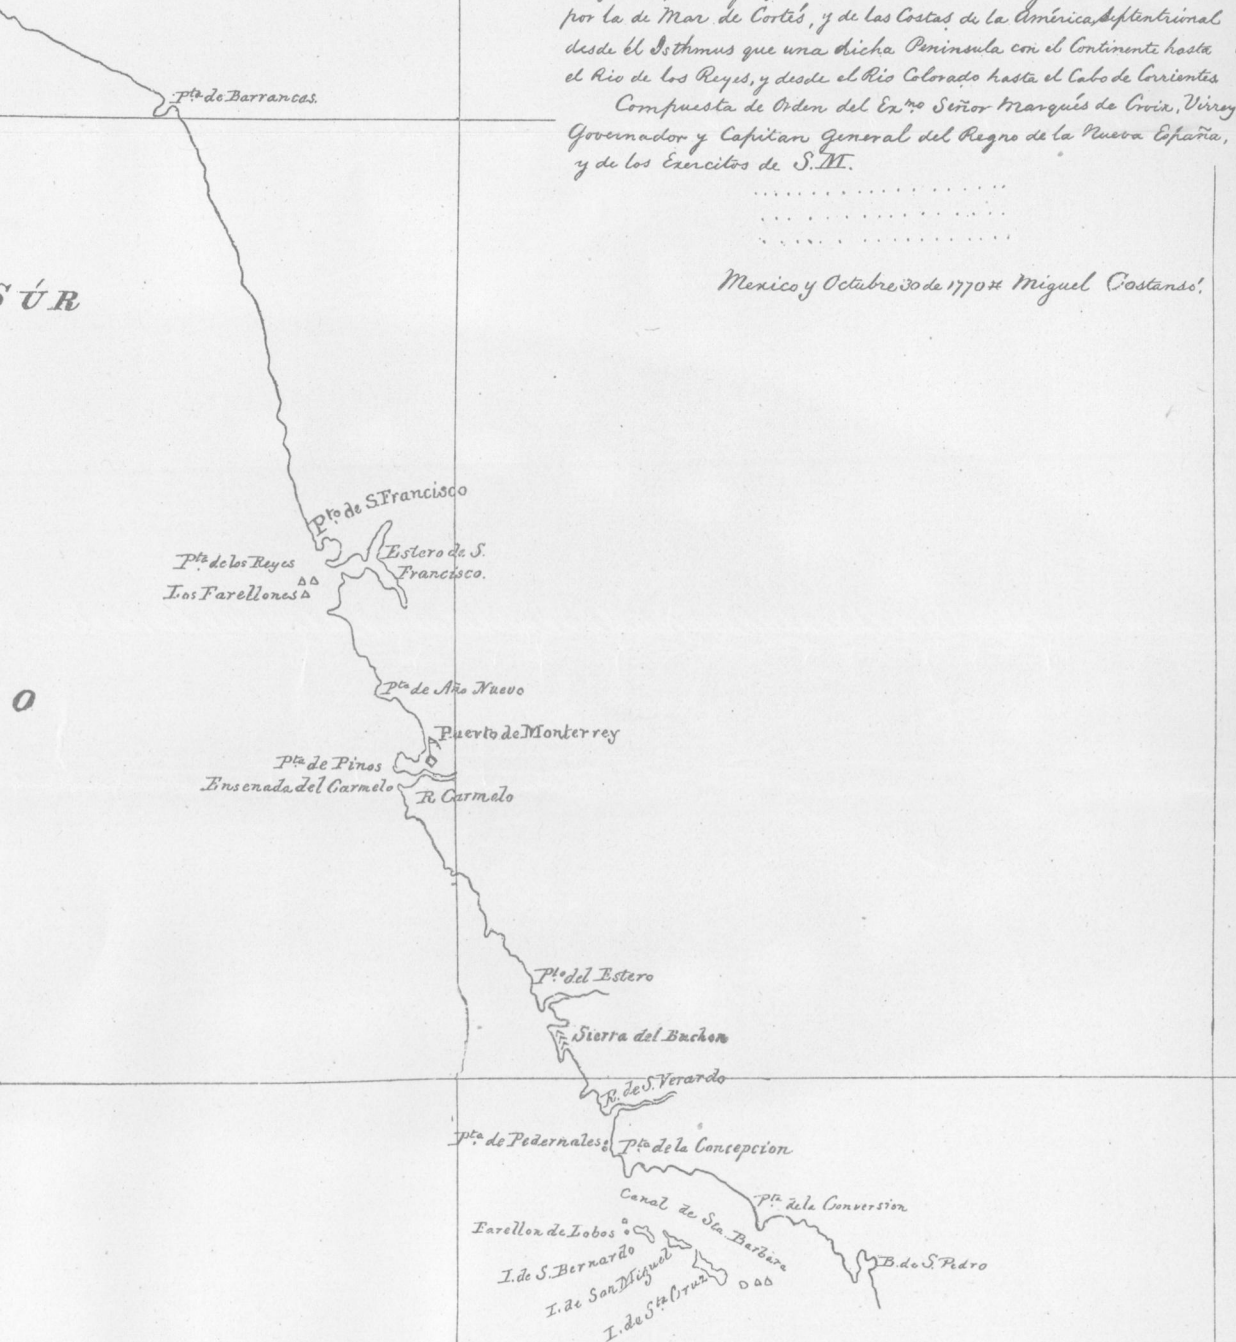 por la de Mar de Cortés, y de las Costas de la América Septentrional
desde él Isthmus que una dicha Peninsula con el Continente hasta
el Rio de los Reyes, y desde el Rio Colorado hasta el Cabo de Corrientes
Compuesta de Orden del Exmo Señor Marqués de Croix, Virrey
Governador y Capitan General del Regno de la Nueva España,
y de los Exercitos de S.M.
Mexico y Octubre 30 de 1770 Miguel Costansó.
Pta de Barrancas.
SÚR
Pto de S. Francisco
Estero de S.
Francisco.
Pta de los Reyes
Los Farellones
O
Pta de Año Nuevo
Puerto de Monterrey
Pta de Pinos
Ensenada del Carmelo
R Carmelo
Pto del Estero
Sierra del Buchon
R. de S. Verardo
Pta de Pedernales
Pta de la Concepcion
Canal de Sta. Barbara
Pta de la Conversion
Farellon de Lobos
I. de S. Bernardo
I. de San Miguel
I. de Sta Cruz
B. de S. Pedro